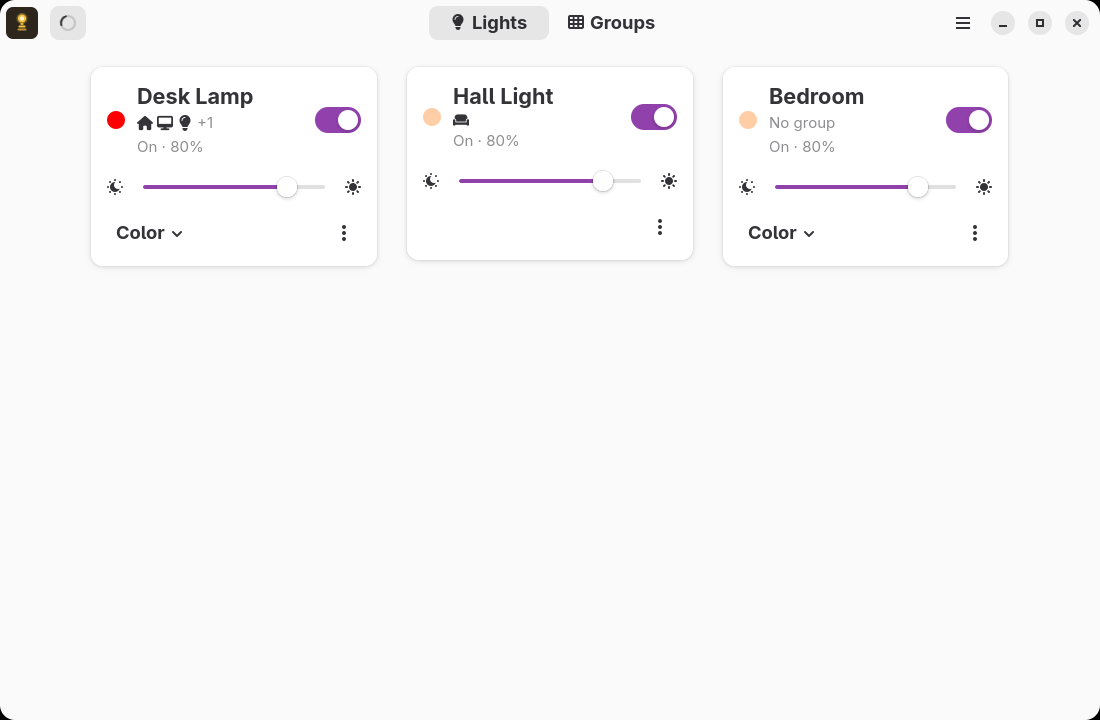 Lights
Groups
Desk Lamp
+1
On · 80%
Color
Hall Light
On · 80%
Bedroom
No group
On · 80%
Color